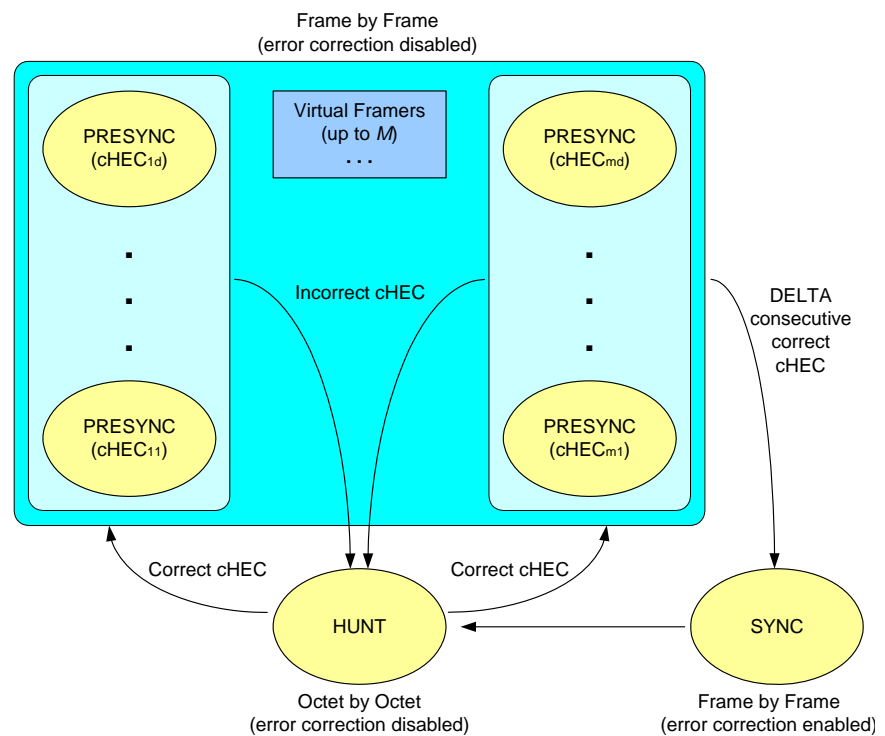 Frame by Frame
(error correction disabled)
Virtual Framers
(up to M)
. . .
PRESYNC
(cHEC1d)
PRESYNC
(cHECmd)
.
.
.
.
.
.
Incorrect cHEC
DELTA
consecutive
correct
cHEC
PRESYNC
(cHEC11)
PRESYNC
(cHECm1)
Correct cHEC
Correct cHEC
HUNT
SYNC
Octet by Octet
(error correction disabled)
Frame by Frame
(error correction enabled)